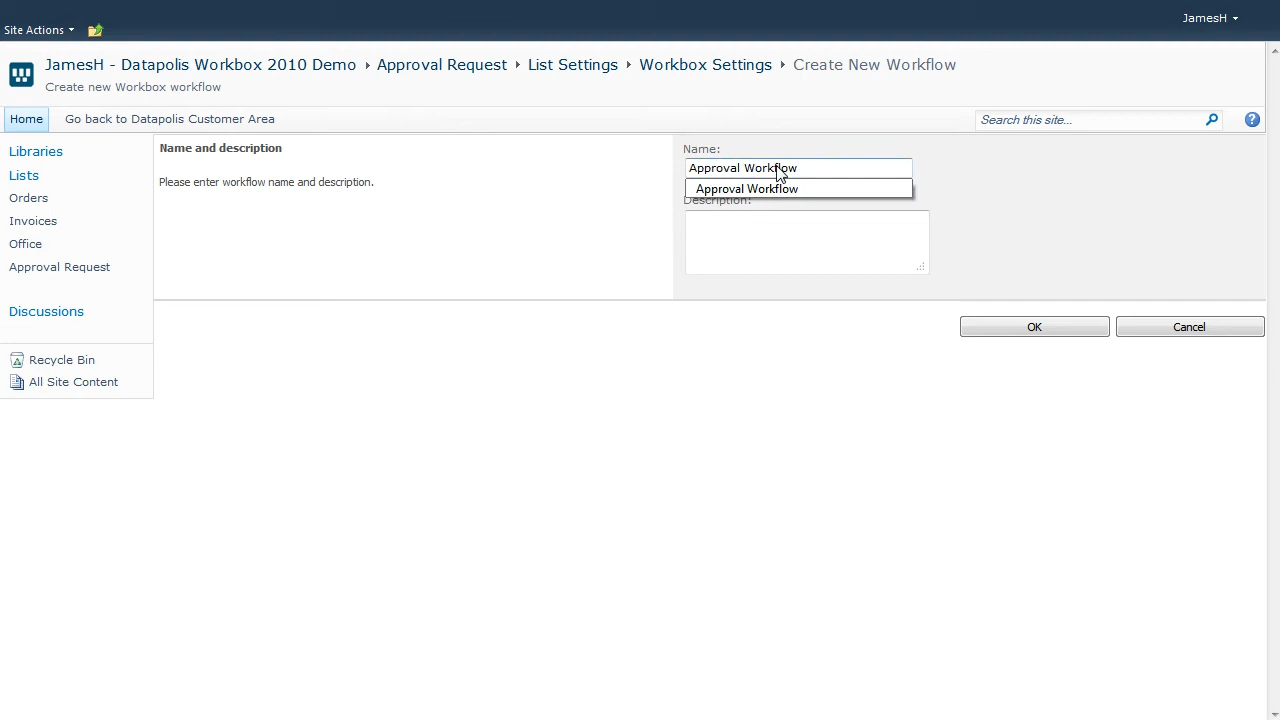 JamesH
Site Actions
JamesH - Datapolis Workbox 2010 Demo Approval Request List Settings Workbox Settings Create New Workflow
Create new Workbox workflow
Home Go back to Datapolis Customer Area
Search this site...
Libraries
Lists
Orders
Invoices
Office
Approval Request
Discussions
Recycle Bin
All Site Content
Name and description
Please enter workflow name and description.
Name:
Approval Workflow
Approval Workflow
Description:
OK
Cancel